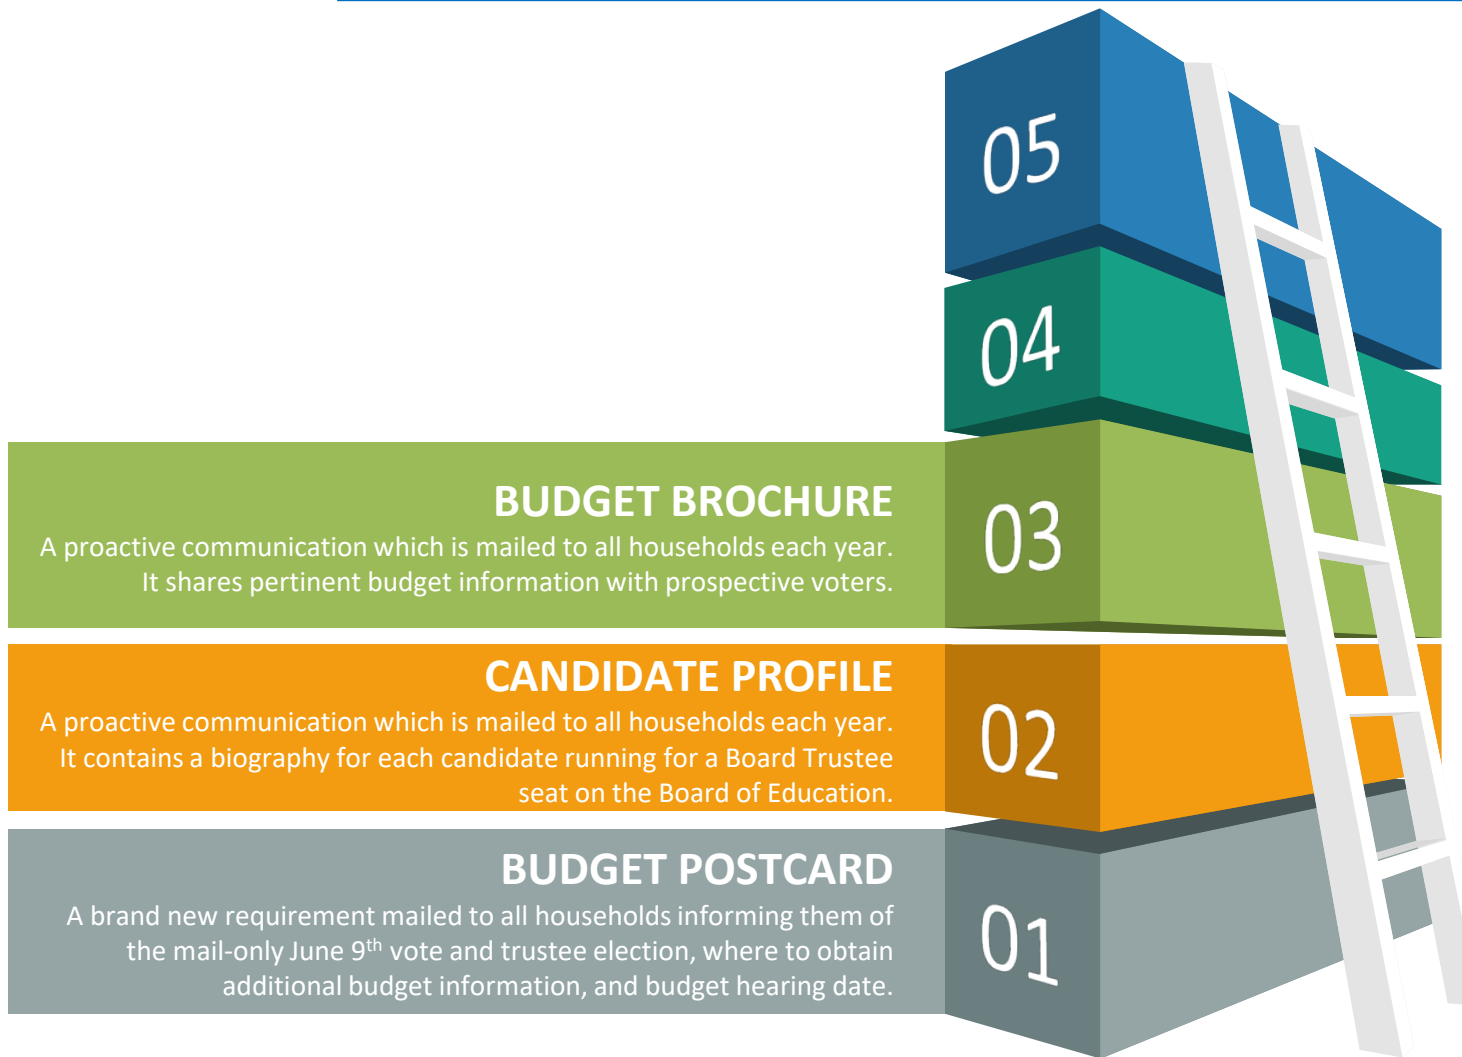 05
04
BUDGET BROCHURE
A proactive communication which is mailed to all households each year.
It shares pertinent budget information with prospective voters.
03
CANDIDATE PROFILE
A proactive communication which is mailed to all households each year.
It contains a biography for each candidate running for a Board Trustee
seat on the Board of Education.
02
BUDGET POSTCARD
A brand new requirement mailed to all households informing them of
the mail-only June 9th vote and trustee election, where to obtain
additional budget information, and budget hearing date.
01